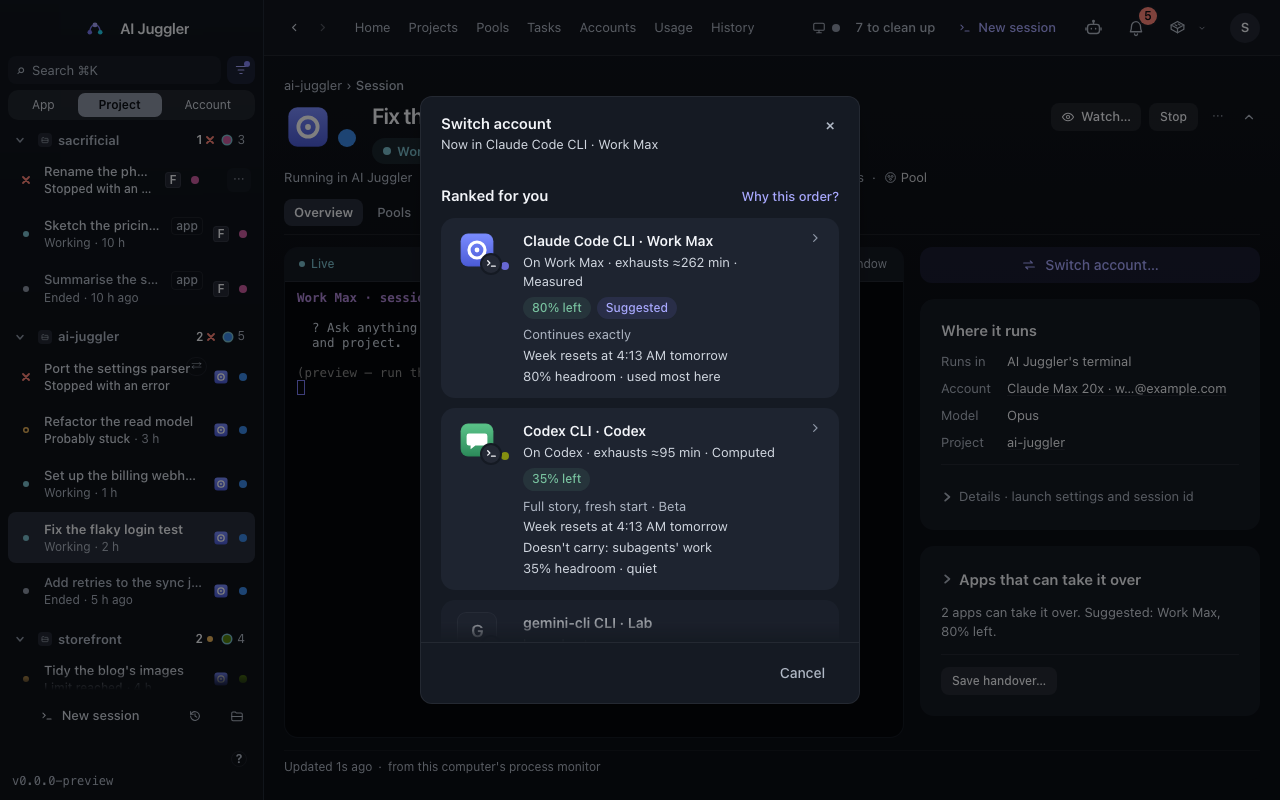 AI Juggler
Search ⌘K
App Project Account
sacrificial 1 3
Rename the ph...
Stopped with an ...
F
Sketch the pricin... app
Working · 10 h
F
Summarise the s... app
Ended · 10 h ago
F
ai-juggler 2 5
Port the settings parser
Stopped with an error
Refactor the read model
Probably stuck · 3 h
Set up the billing webh...
Working · 1 h
Fix the flaky login test
Working · 2 h
Add retries to the sync j...
Ended · 5 h ago
storefront 2 4
Tidy the blog's images
New session
?
v0.0.0-preview
Home Projects Pools Tasks Accounts Usage History
7 to clean up
New session
5
S
ai-juggler › Session
Fix th
Wor
Watch...
Stop
Running in AI Juggler
· Pool
Overview Pools
Live
ndow
Work Max · sessi
? Ask anything
and project.
(preview — run th
Switch account
Now in Claude Code CLI · Work Max
Ranked for you
Why this order?
Claude Code CLI · Work Max
On Work Max · exhausts ≈262 min ·
Measured
80% left Suggested
Continues exactly
Week resets at 4:13 AM tomorrow
80% headroom · used most here
Codex CLI · Codex
On Codex · exhausts ≈95 min · Computed
35% left
Full story, fresh start · Beta
Week resets at 4:13 AM tomorrow
Doesn't carry: subagents' work
35% headroom · quiet
G
gemini-cli CLI · Lab
Cancel
Switch account...
Where it runs
Runs in AI Juggler's terminal
Account Claude Max 20x · w...@example.com
Model Opus
Project ai-juggler
Details · launch settings and session id
Apps that can take it over
2 apps can take it over. Suggested: Work Max,
80% left.
Save handover...
Updated 1s ago · from this computer's process monitor